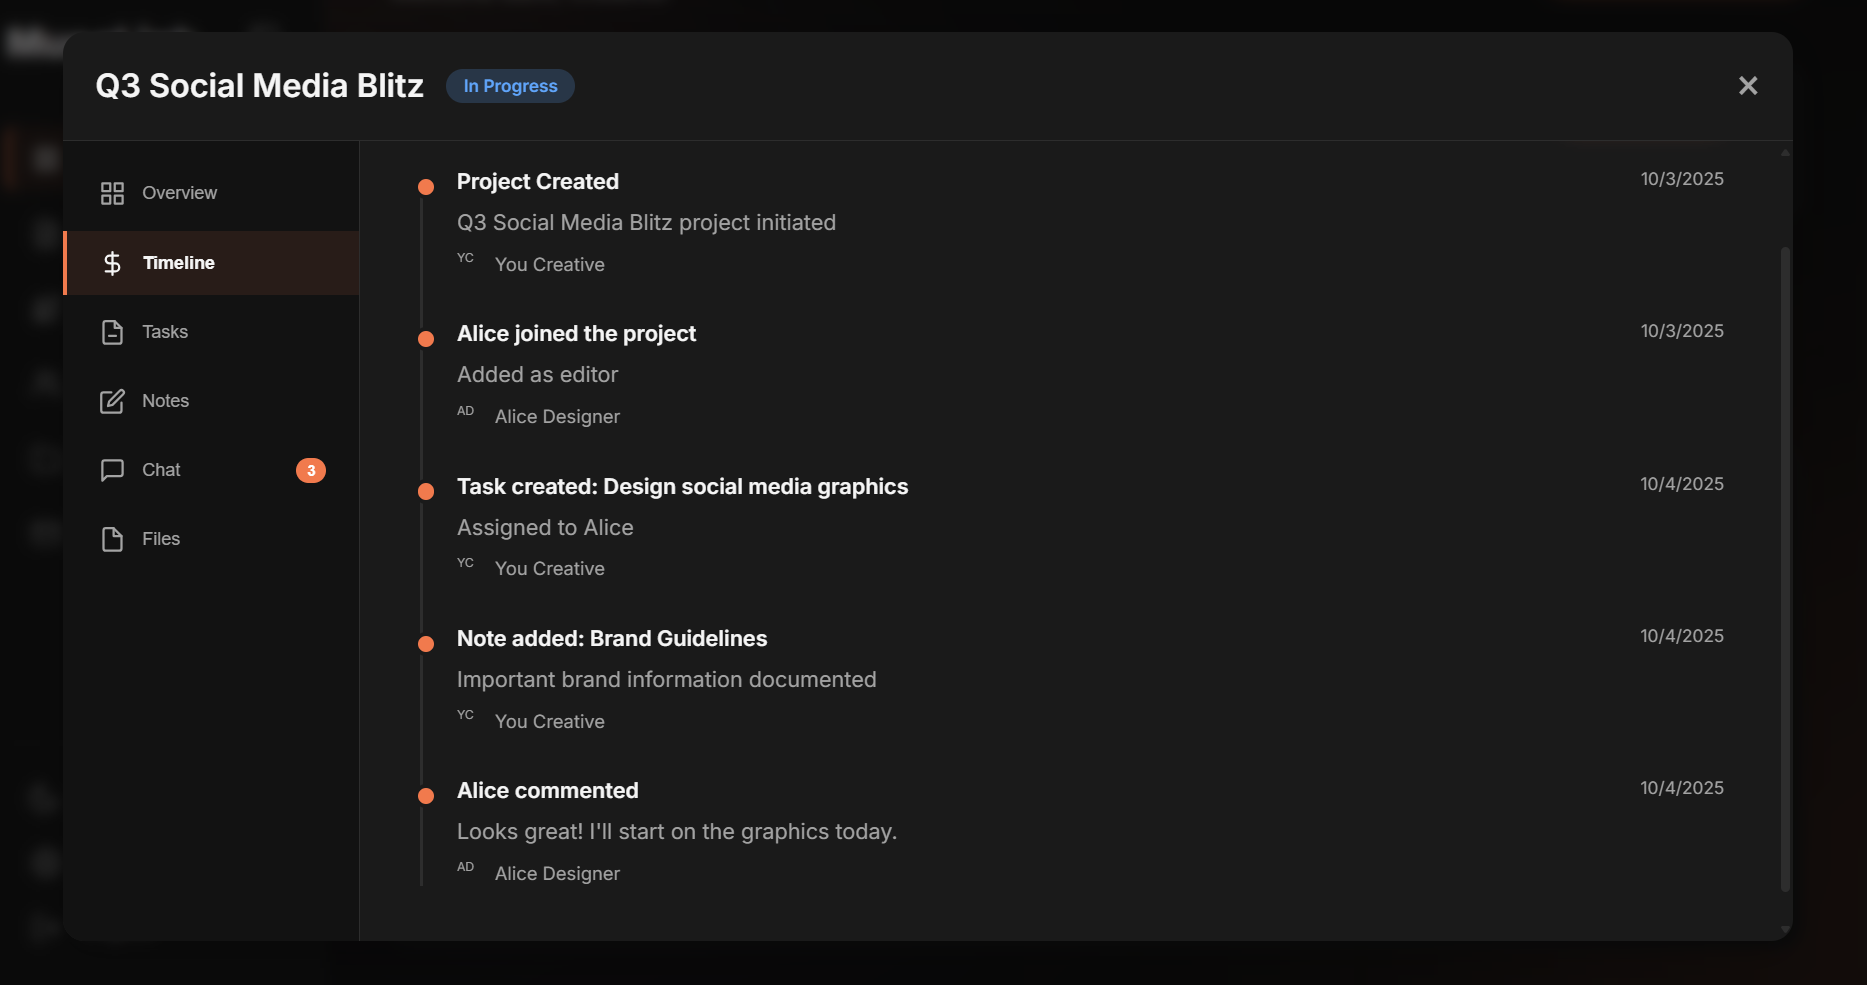 Q3 Social Media Blitz
In Progress
Overview
Timeline
Tasks
Notes
Chat
3
Files
Project Created
10/3/2025
Q3 Social Media Blitz project initiated
YC You Creative
Alice joined the project
10/3/2025
Added as editor
AD Alice Designer
Task created: Design social media graphics
10/4/2025
Assigned to Alice
YC You Creative
Note added: Brand Guidelines
10/4/2025
Important brand information documented
YC You Creative
Alice commented
10/4/2025
Looks great! I'll start on the graphics today.
AD Alice Designer